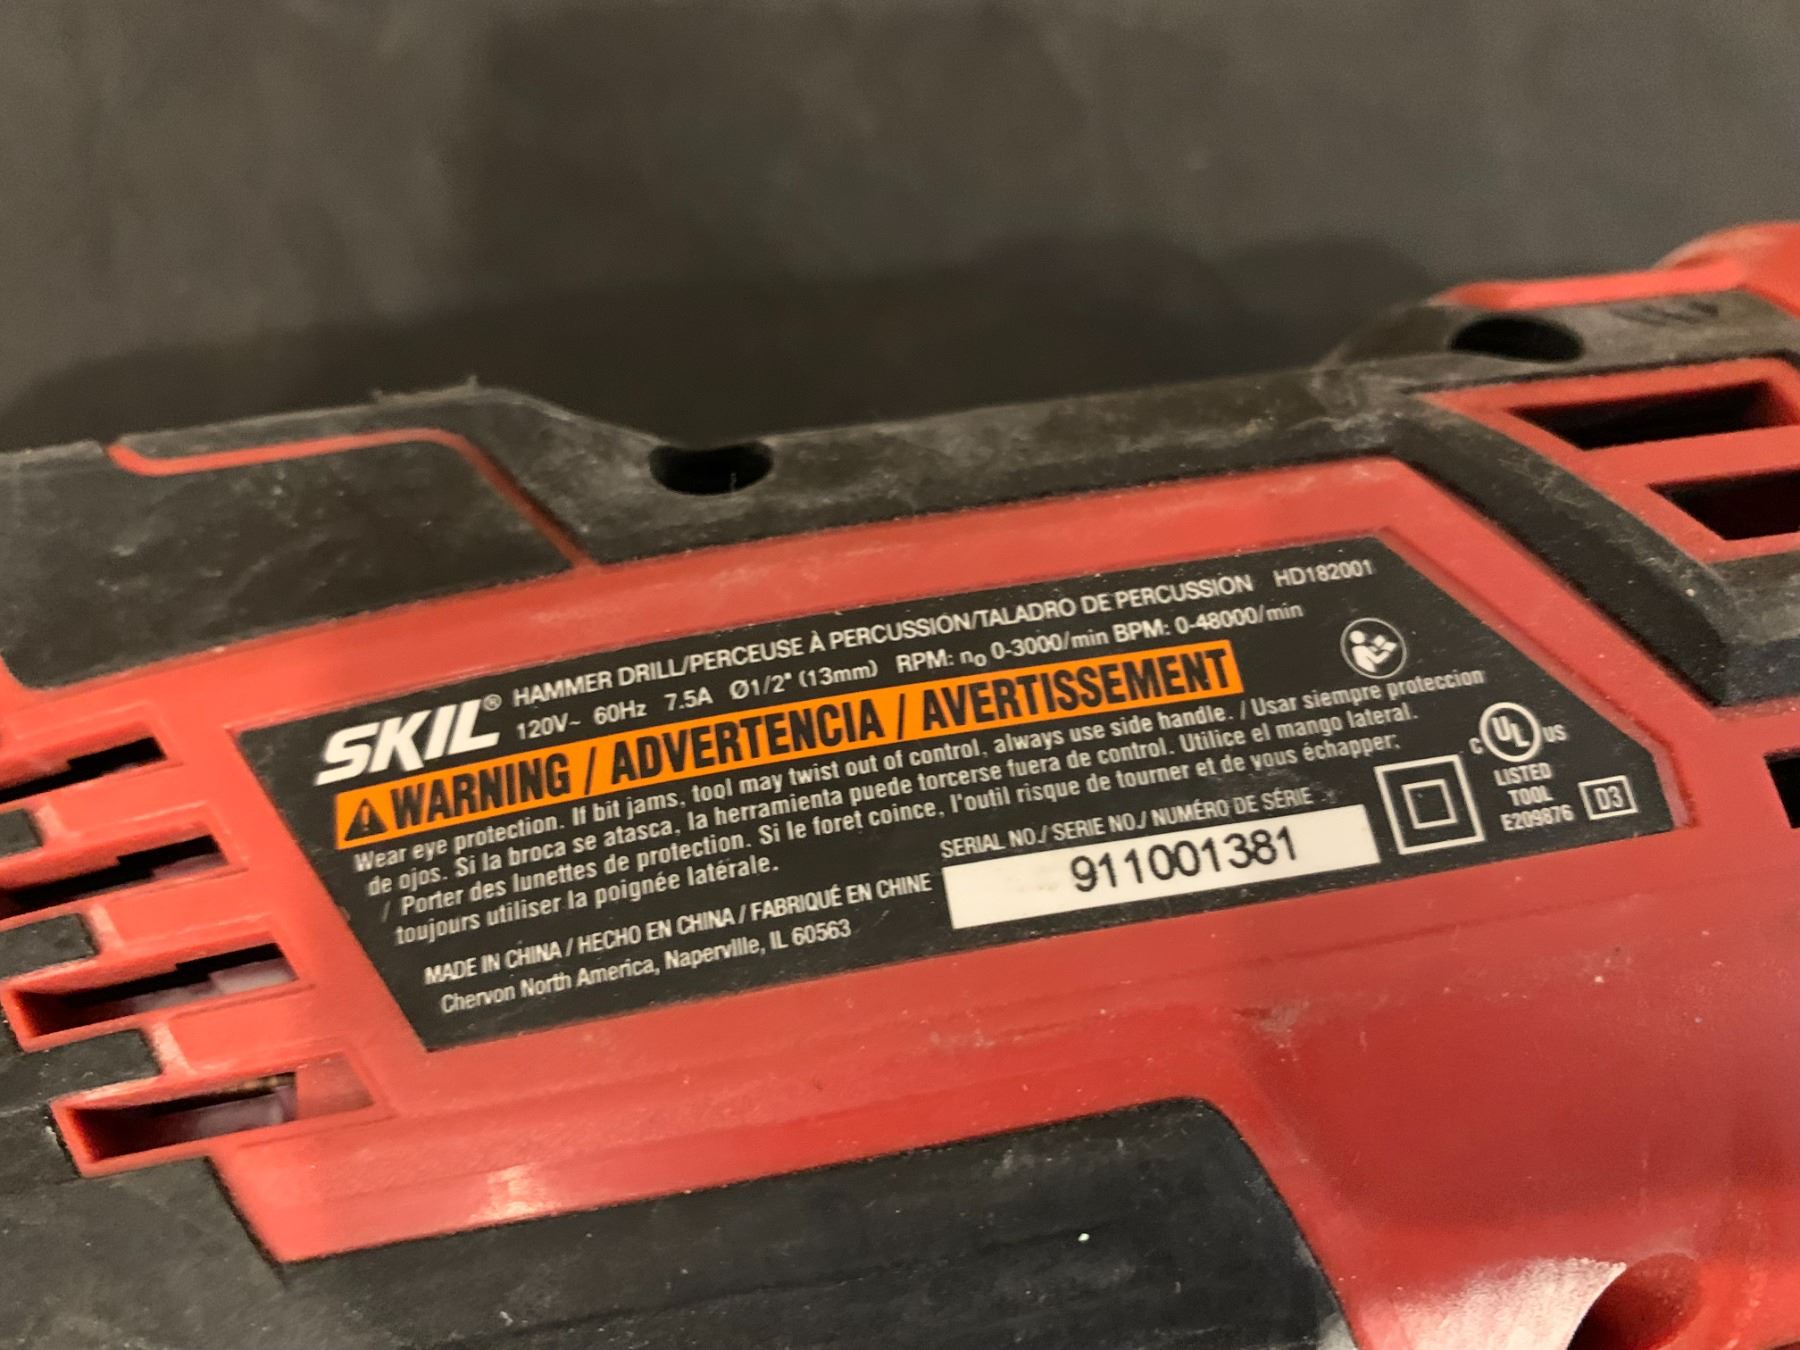 SKIL® HAMMER DRILL/PERCEUSE À PERCUSSION/TALADRO DE PERCUSSION HD182001
120V~ 60Hz 7.5A Ø1/2" (13mm) RPM: no 0-3000/min BPM: 0-48000/min
WARNING / ADVERTENCIA / AVERTISSEMENT
Wear eye protection. If bit jams, tool may twist out of control, always use side handle. / Usar siempre proteccion
de ojos. Si la broca se atasca, la herramienta puede torcerse fuera de control. Utilice el mango lateral.
/ Porter des lunettes de protection. Si le foret coince, l'outil risque de tourner et de vous échapper;
toujours utiliser la poignée latérale.
MADE IN CHINA / HECHO EN CHINA / FABRIQUÉ EN CHINE
Chervon North America, Naperville, IL 60563
SERIAL NO./ SERIE NO./ NUMÉRO DE SÉRIE :
911001381
C UL US
LISTED
TOOL
E209876
D3